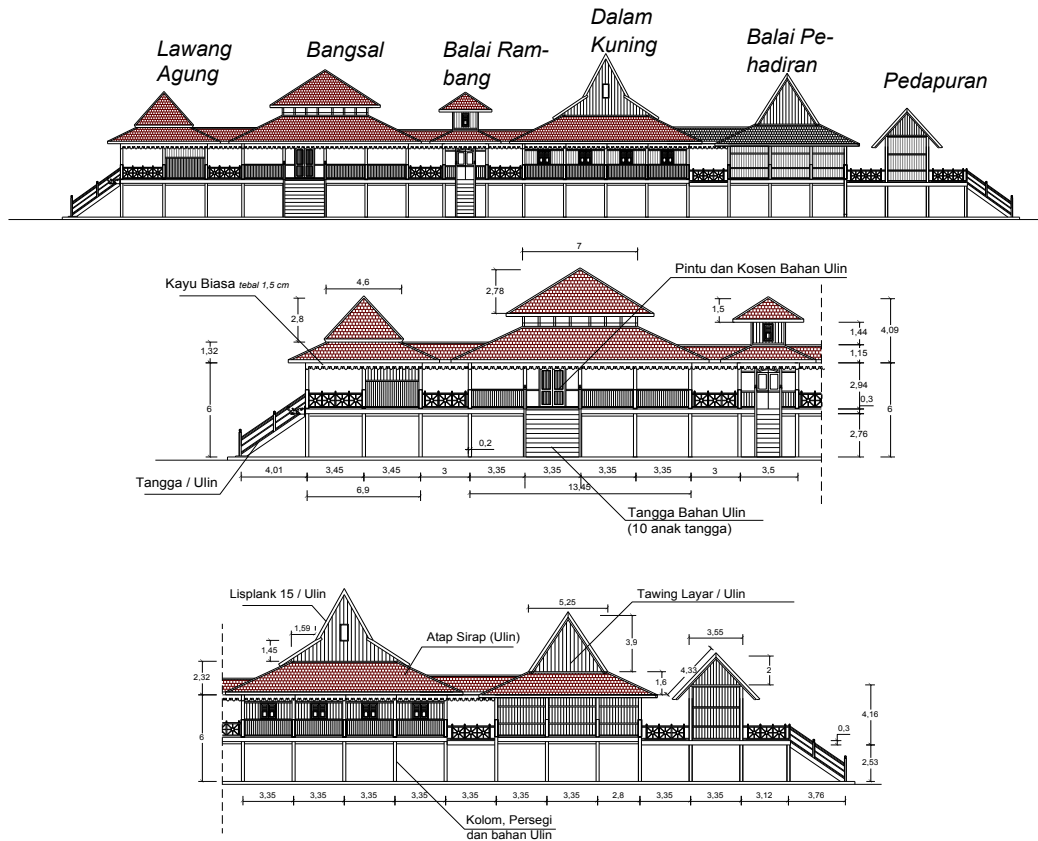 Lawang
Agung
Bangsal
Balai Ram-
bang
Dalam
Kuning
Balai Pe-
hadiran
Pedapuran
7
Kayu Biasa tebal 1,5 cm
4,6
2,78
Pintu dan Kosen Bahan Ulin
2,8
1,5
1,44
4,09
1,32
1,15
2,94
0,3
6
6
0,2
2,76
4,01
3,45
3,45
3
3,35
3,35
3,35
3,35
3
3,5
Tangga / Ulin
6,9
13,45
Tangga Bahan Ulin
(10 anak tangga)
Lisplank 15 / Ulin
Tawing Layar / Ulin
5,25
1,59
Atap Sirap (Ulin)
3,9
3,55
1,45
2,32
1,6
4,33
2
4,16
0,3
6
2,53
3,35
3,35
3,35
3,35
3,35
3,35
3,35
2,8
3,35
3,35
3,12
3,76
Kolom, Persegi
dan bahan Ulin